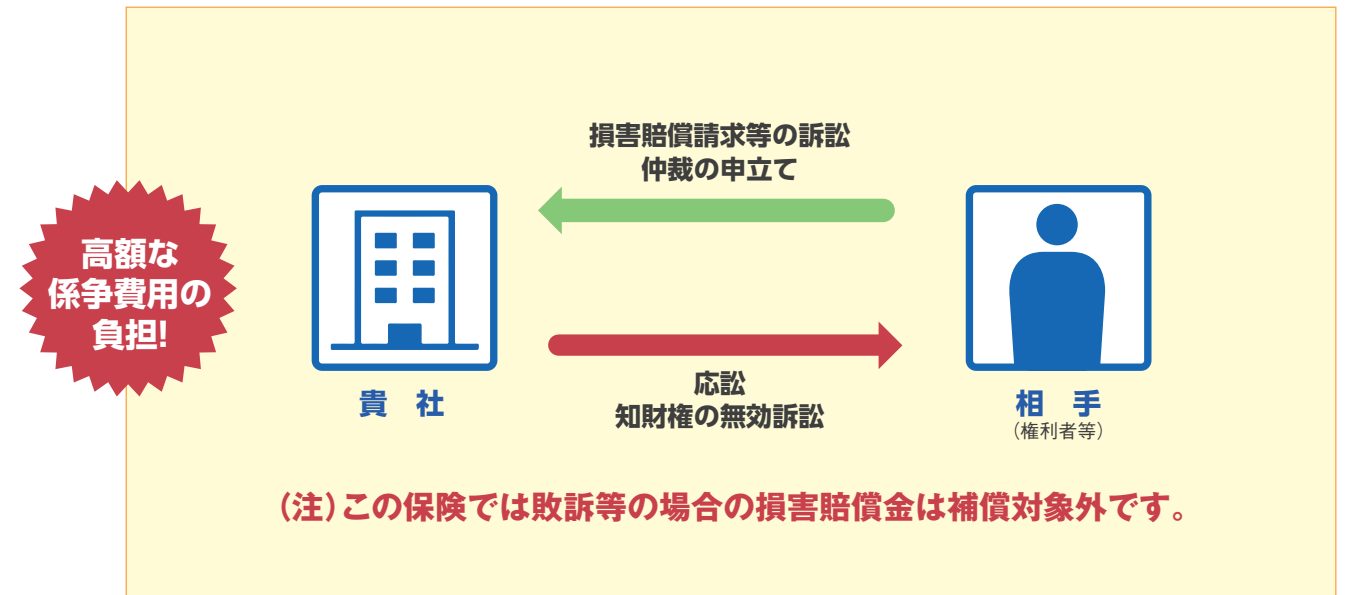 損害賠償請求等の訴訟
仲裁の申立て
高額な
係争費用の
負担!
応訴
知財権の無効訴訟
貴　社
相　手
（権利者等）
（注）この保険では敗訴等の場合の損害賠償金は補償対象外です。